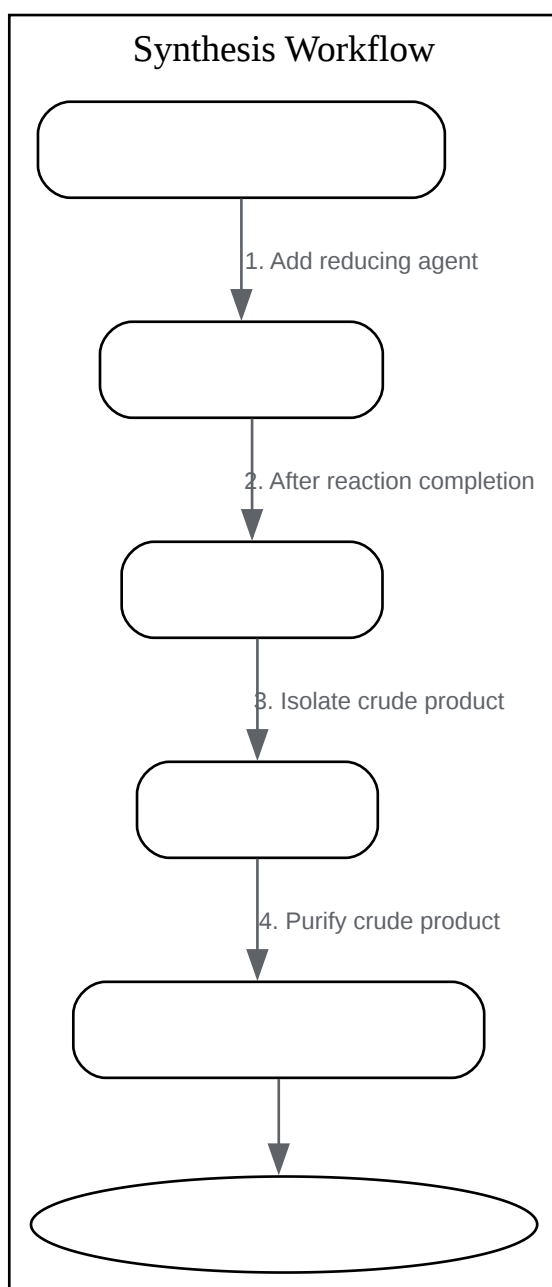 Synthesis Workflow
1. Add reducing agent
2. After reaction completion
3. Isolate crude product
4. Purify crude product